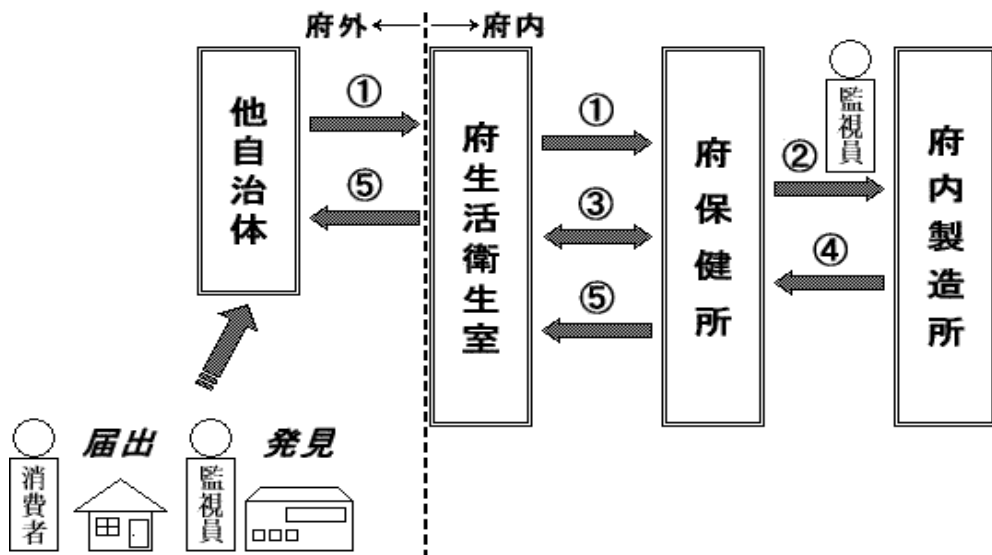 府外
府内
他自治体
①
⑤
府生活衛生室
①
③
⑤
府保健所
監視員
②
④
府内製造所
消費者
届出
監視員
発見